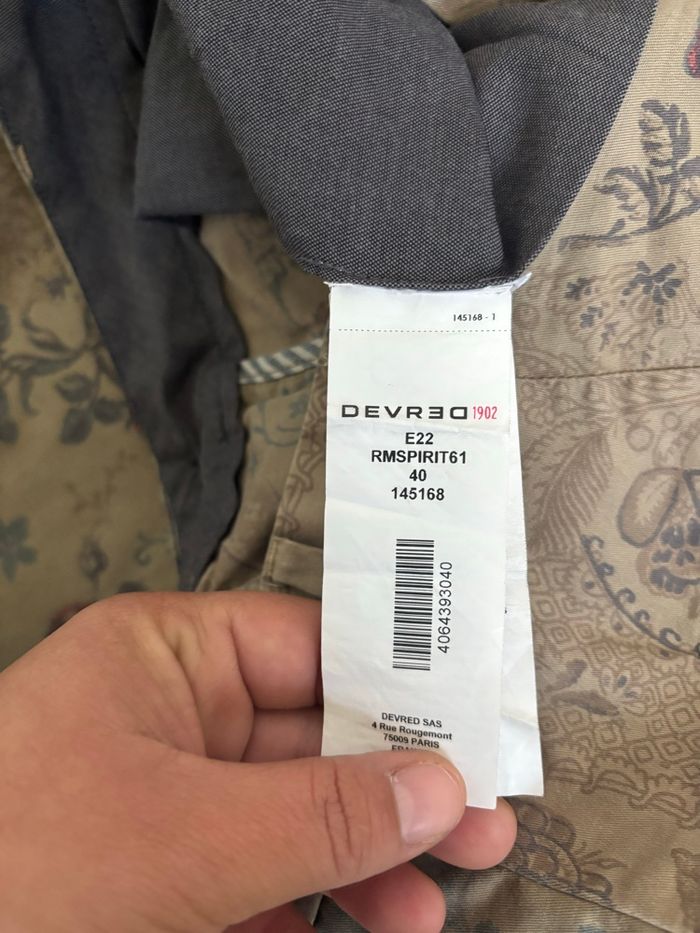 145168 - 1
DEVRED 1902
E22
RMSPIRIT61
40
145168
4064393040
DEVRED SAS
4 Rue Rougemont
75009 PARIS